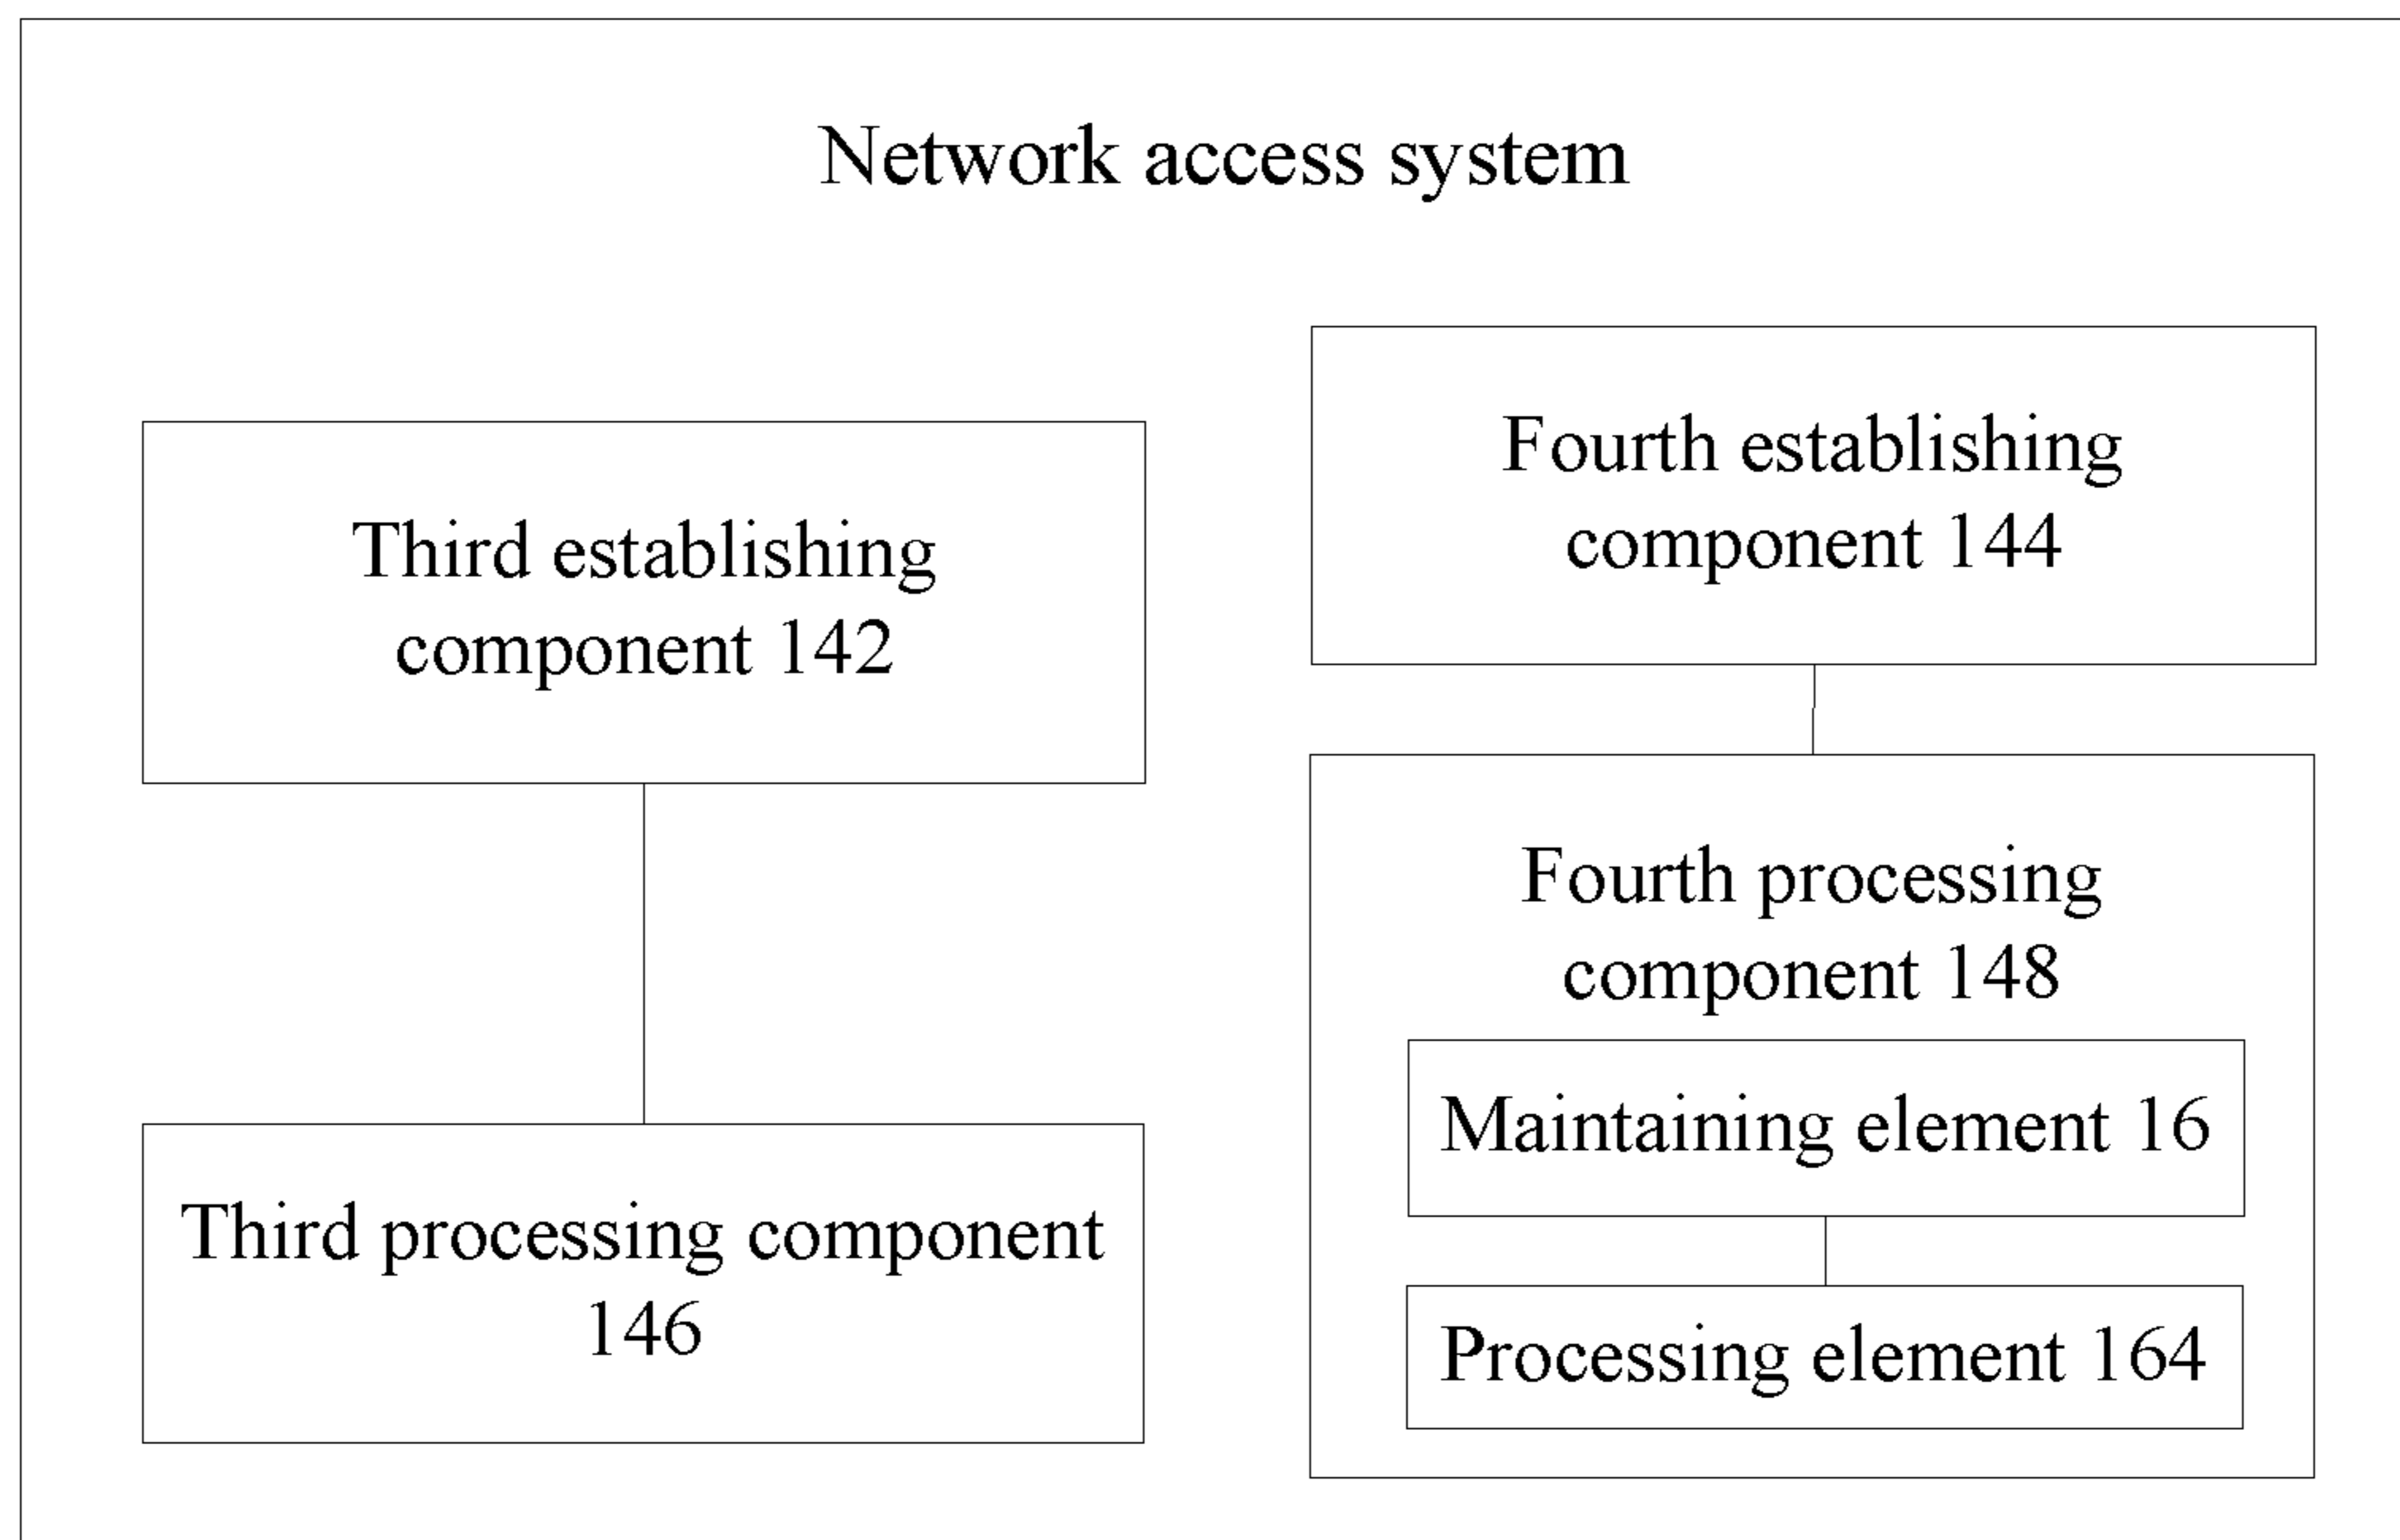 Network access system
Third establishing
component 142
Third processing component
146
Fourth establishing
component 144
Fourth processing
component 148
Maintaining element 16
Processing element 164